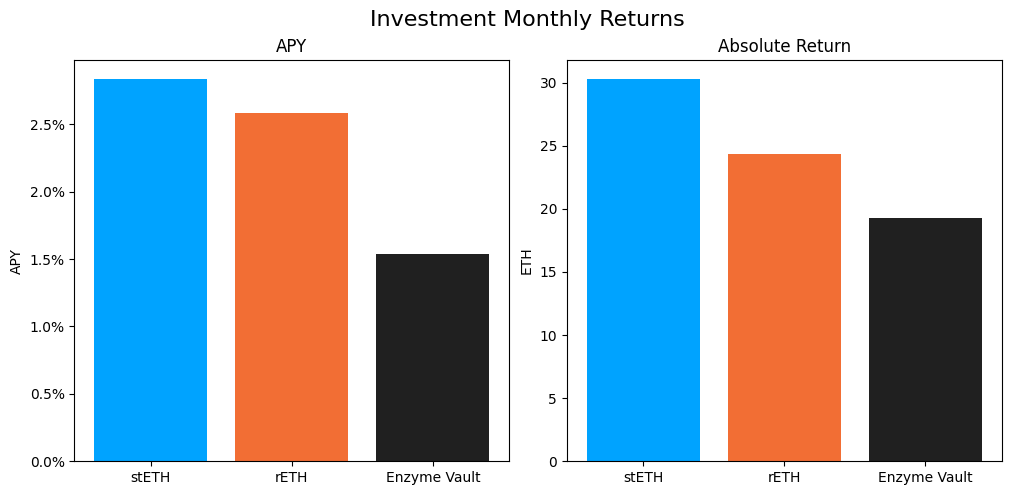 Investment Monthly Returns
APY
2.5%
2.0%
1.5%
1.0%
0.5%
0.0%
APY
stETH
rETH
Enzyme Vault
Absolute Return
30
25
20
15
10
5
0
ETH
stETH
rETH
Enzyme Vault